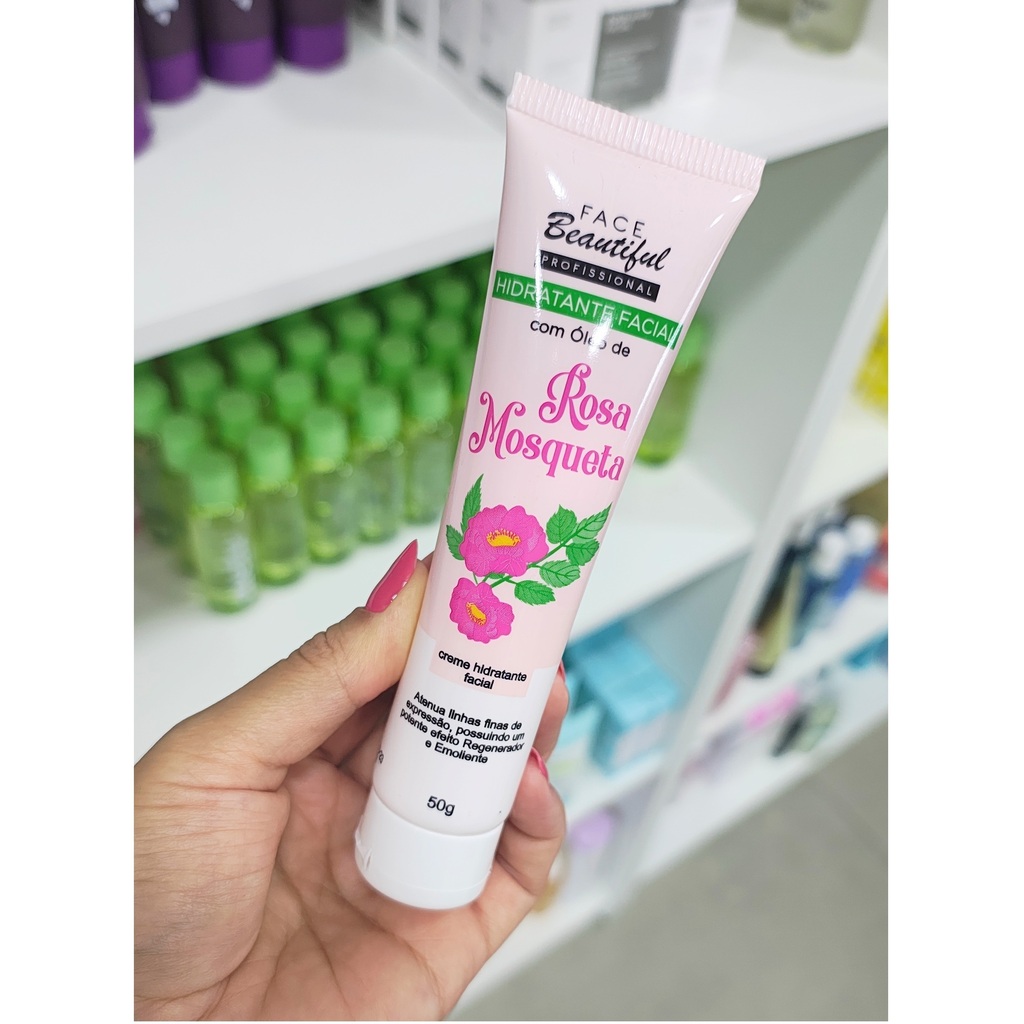 FACE
Beautiful
PROFISSIONAL
HIDRATANTE FACIAL
com Óleo de
Rosa
Mosqueta
creme hidratante
facial
Atenua linhas finas de
expressão, possuindo um
potente efeito Regenerador
e Emoliente
50g